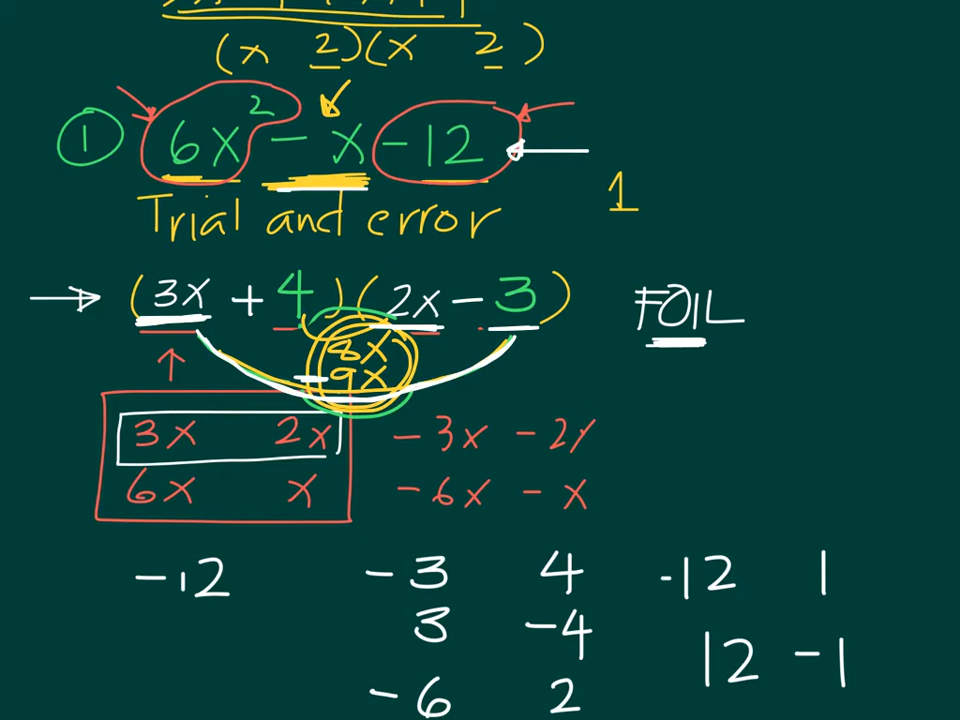 (x 2)(x 2)
① 6x² - x - 12
1
Trial and error
(3x + 4)(2x - 3) FOIL
8x
- 9x
3x 2x - 3x - 2x
6x x - 6x - x
-12 -3 4 -12 1
3 -4
12 -1
-6 2